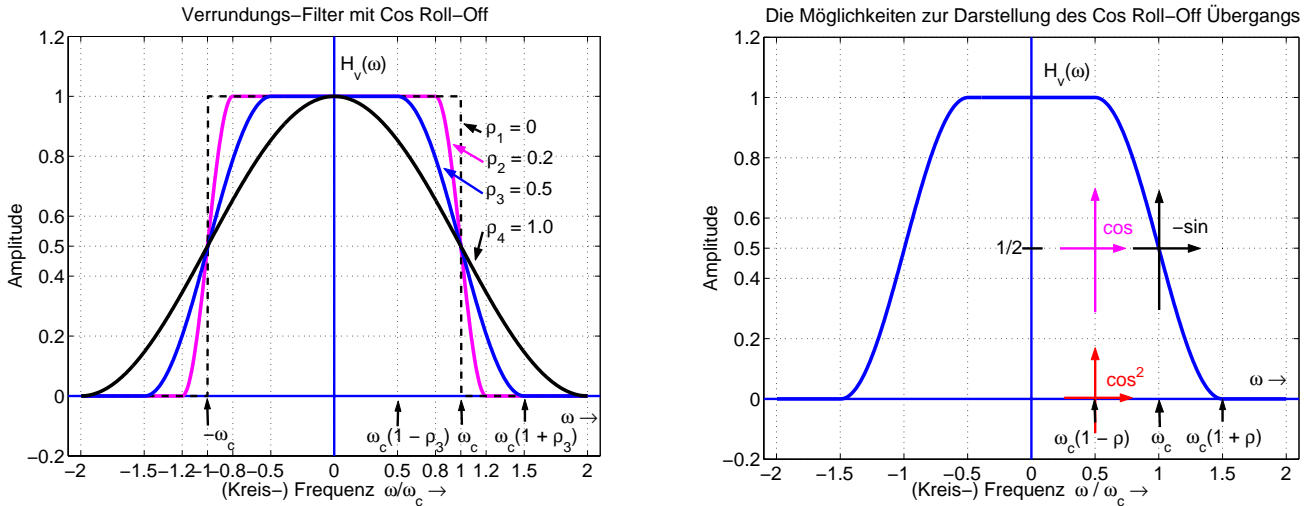 Verrundungs–Filter mit Cos Roll–Off
1.2
1
0.8
0.6
0.5
0.4
0.2
0
−0.2
Amplitude
H_v(ω)
ρ_1 = 0
ρ_2 = 0.2
ρ_3 = 0.5
ρ_4 = 1.0
ω →
−ω_c
ω_c(1 − ρ_3)
ω_c
ω_c(1 + ρ_3)
−2 −1.5 −1.2 −1 −0.8 −0.5 0 0.5 0.8 1 1.2 1.5 2
(Kreis–) Frequenz ω/ω_c →
Die Möglichkeiten zur Darstellung des Cos Roll–Off Übergangs
1.2
1
0.8
0.6
0.5
0.4
0.2
0
−0.2
Amplitude
H_v(ω)
cos
−sin
1/2
cos²
ω →
ω_c(1 − ρ)
ω_c
ω_c(1 + ρ)
−2 −1.5 −1 −0.5 0 0.5 1 1.5 2
(Kreis–) Frequenz ω / ω_c →